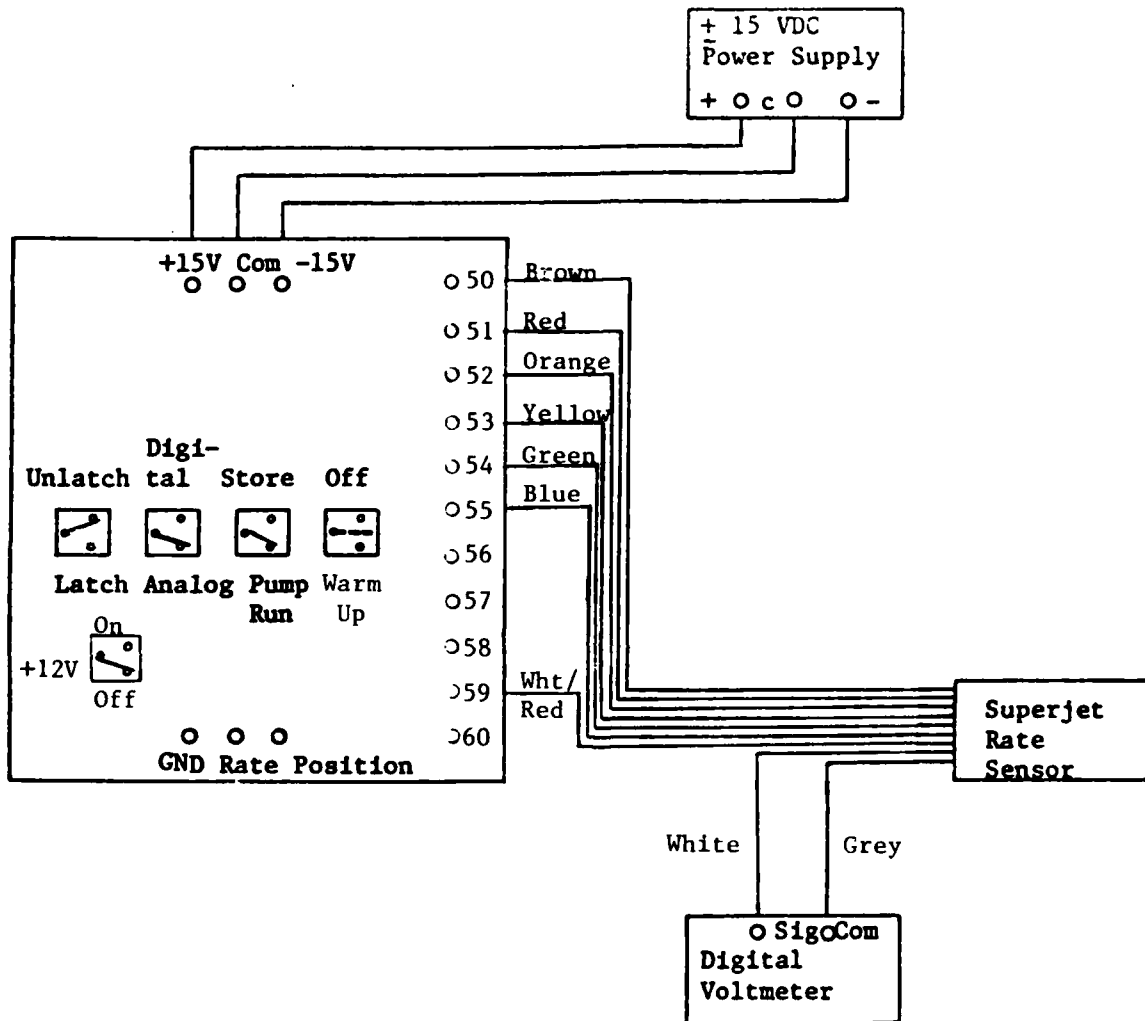 ± 15 VDC
Power Supply
+ c -
+15V Com -15V
50 Brown
51 Red
52 Orange
53 Yellow
54 Green
55 Blue
56
57
58
59 Wht/
Red
60
Digi-
Unlatch tal Store Off
Latch Analog Pump Warm
Run Up
On
+12V
Off
GND Rate Position
Superjet
Rate
Sensor
White Grey
Sig Com
Digital
Voltmeter